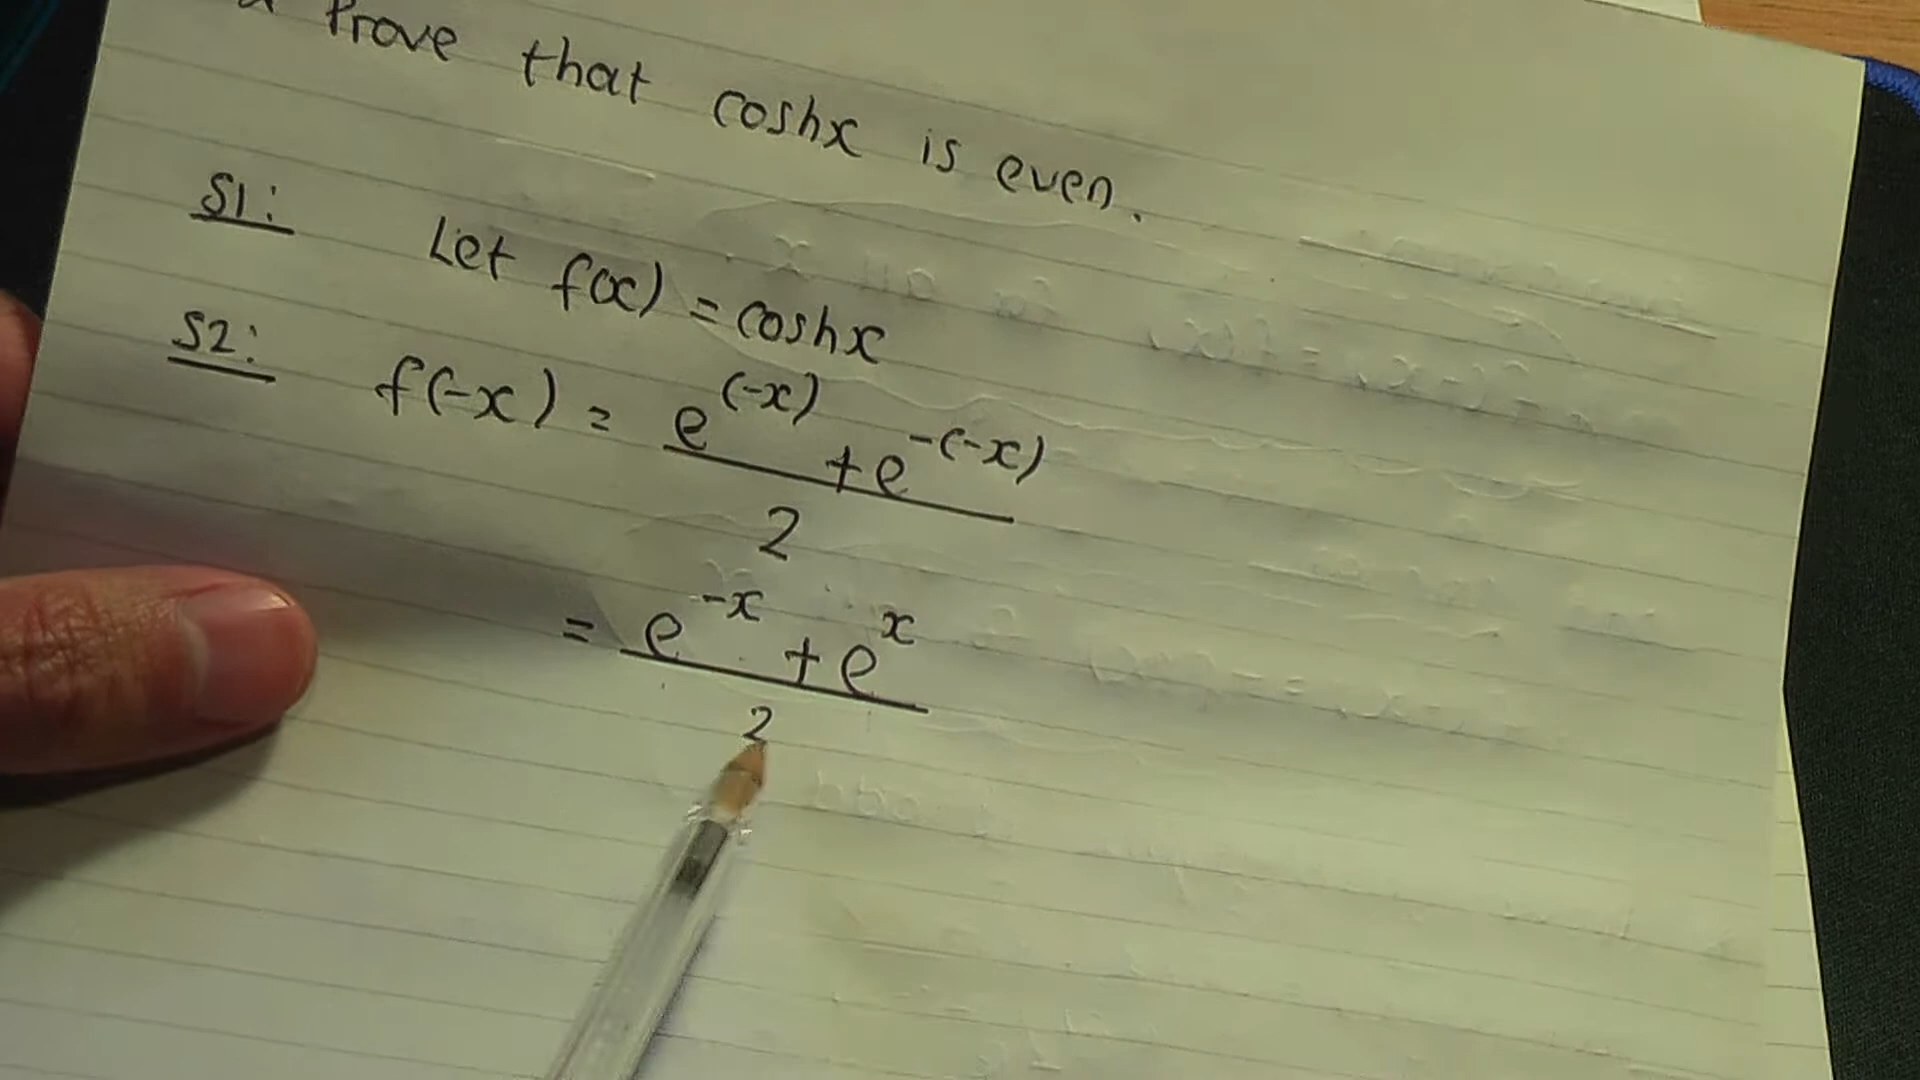 Prove that coshx is even.
S1: Let f(x) = coshx
S2: f(-x) = e^(-x) + e^-(-x)
2
= e^-x + e^x
2